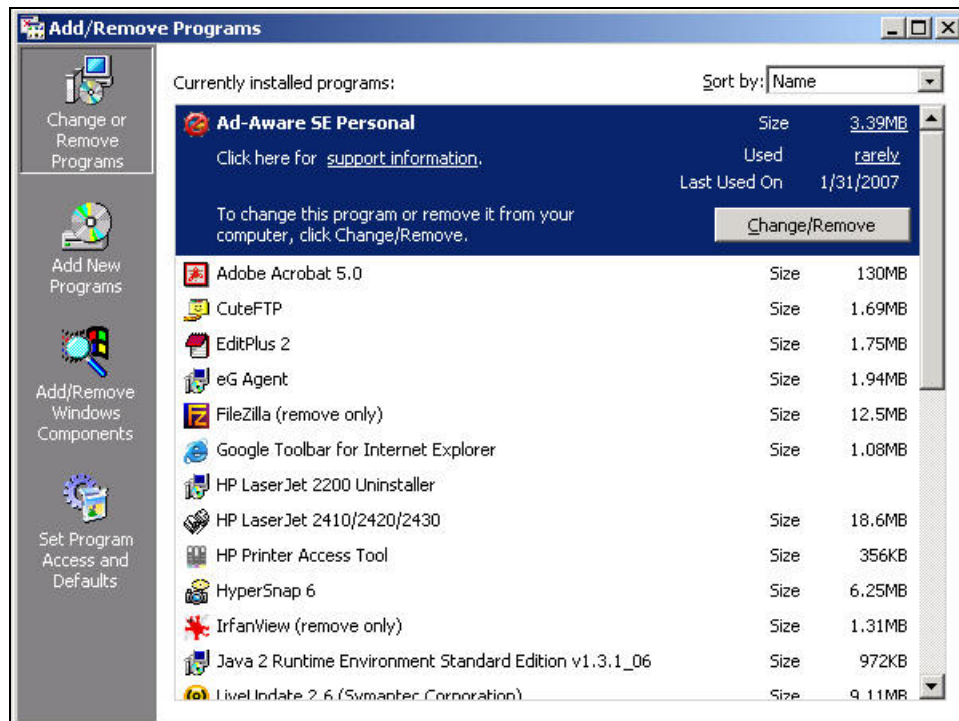 Add/Remove Programs
Change or
Remove
Programs
Add New
Programs
Add/Remove
Windows
Components
Set Program
Access and
Defaults
Currently installed programs:
Sort by: Name
Ad-Aware SE Personal Size 3.39MB
Click here for support information. Used rarely
Last Used On 1/31/2007
To change this program or remove it from your
computer, click Change/Remove.
Change/Remove
Adobe Acrobat 5.0 Size 130MB
CuteFTP Size 1.69MB
EditPlus 2 Size 1.75MB
eG Agent Size 1.94MB
FileZilla (remove only) Size 12.5MB
Google Toolbar for Internet Explorer Size 1.08MB
HP LaserJet 2200 Uninstaller
HP LaserJet 2410/2420/2430 Size 18.6MB
HP Printer Access Tool Size 356KB
HyperSnap 6 Size 6.25MB
IrfanView (remove only) Size 1.31MB
Java 2 Runtime Environment Standard Edition v1.3.1_06 Size 972KB
LiveUpdate 2.6 (Symantec Corporation) Size 9.11MB